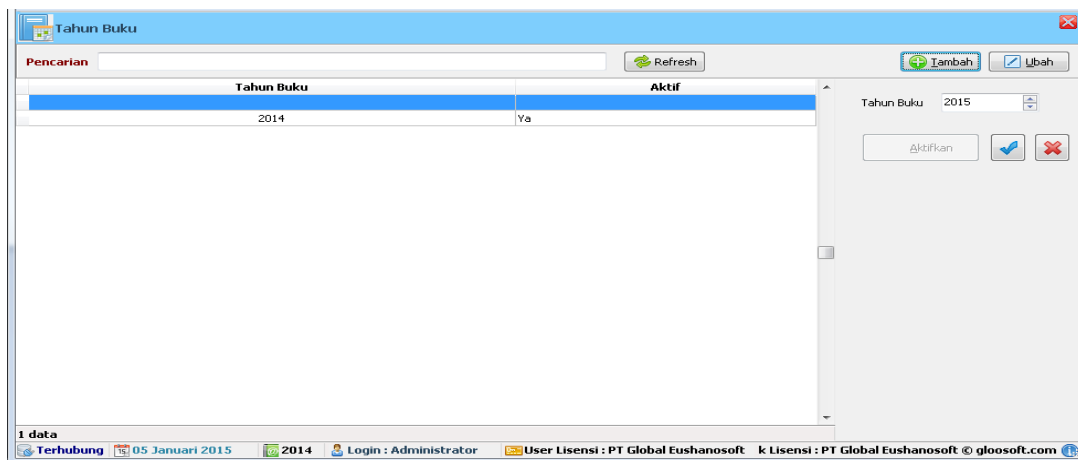 Tahun Buku
Pencarian Refresh Tambah Ubah
Tahun Buku Aktif
Tahun Buku 2015
2014 Ya
Aktifkan
1 data
Terhubung 15 05 Januari 2015 2014 Login : Administrator User Lisensi : PT Global Eushanosoft k Lisensi : PT Global Eushanosoft © gloosoft.com